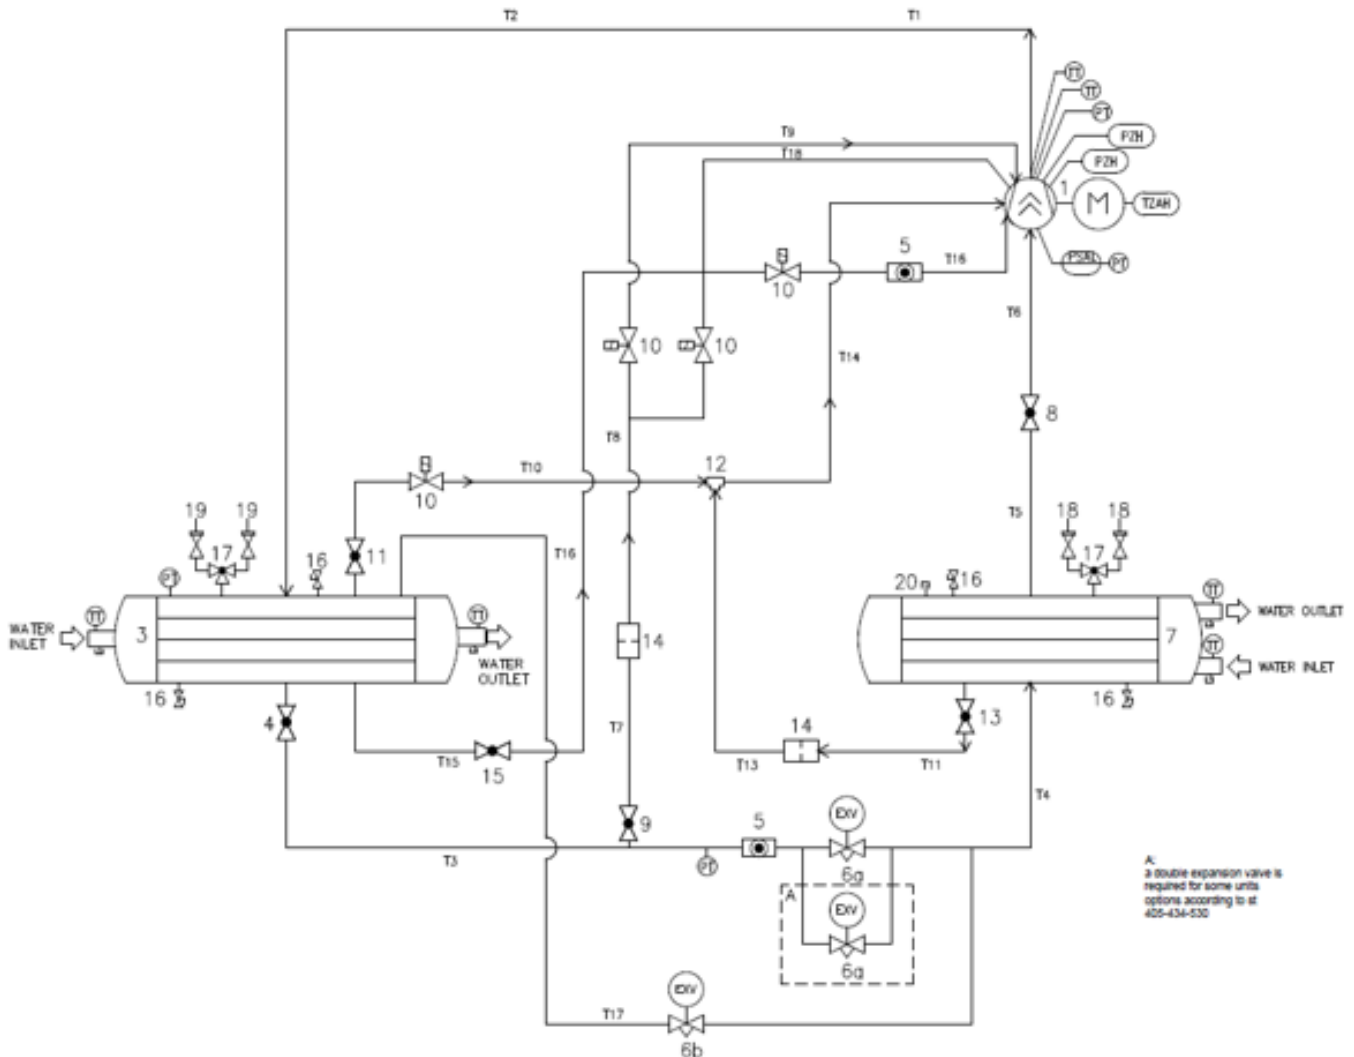 T2
T1
TT
TT
PT
T9
PZH
T18
PZH
1
M
TZAH
5
PSAL
PT
T16
10
T6
10
10
T14
8
T8
12
T10
10
T5
19
19
18
18
17
16
11
T16
17
PT
20
16
TT
TT
TT
WATER OUTLET
WATER
INLET
3
14
7
TT
WATER
OUTLET
WATER INLET
16
4
16
13
T7
14
T15
15
T13
T11
T4
EXV
9
5
T3
PT
6a
A
EXV
6a
A:
a double expansion valve is
required for some units
options according to st
405-434-530
EXV
T17
6b